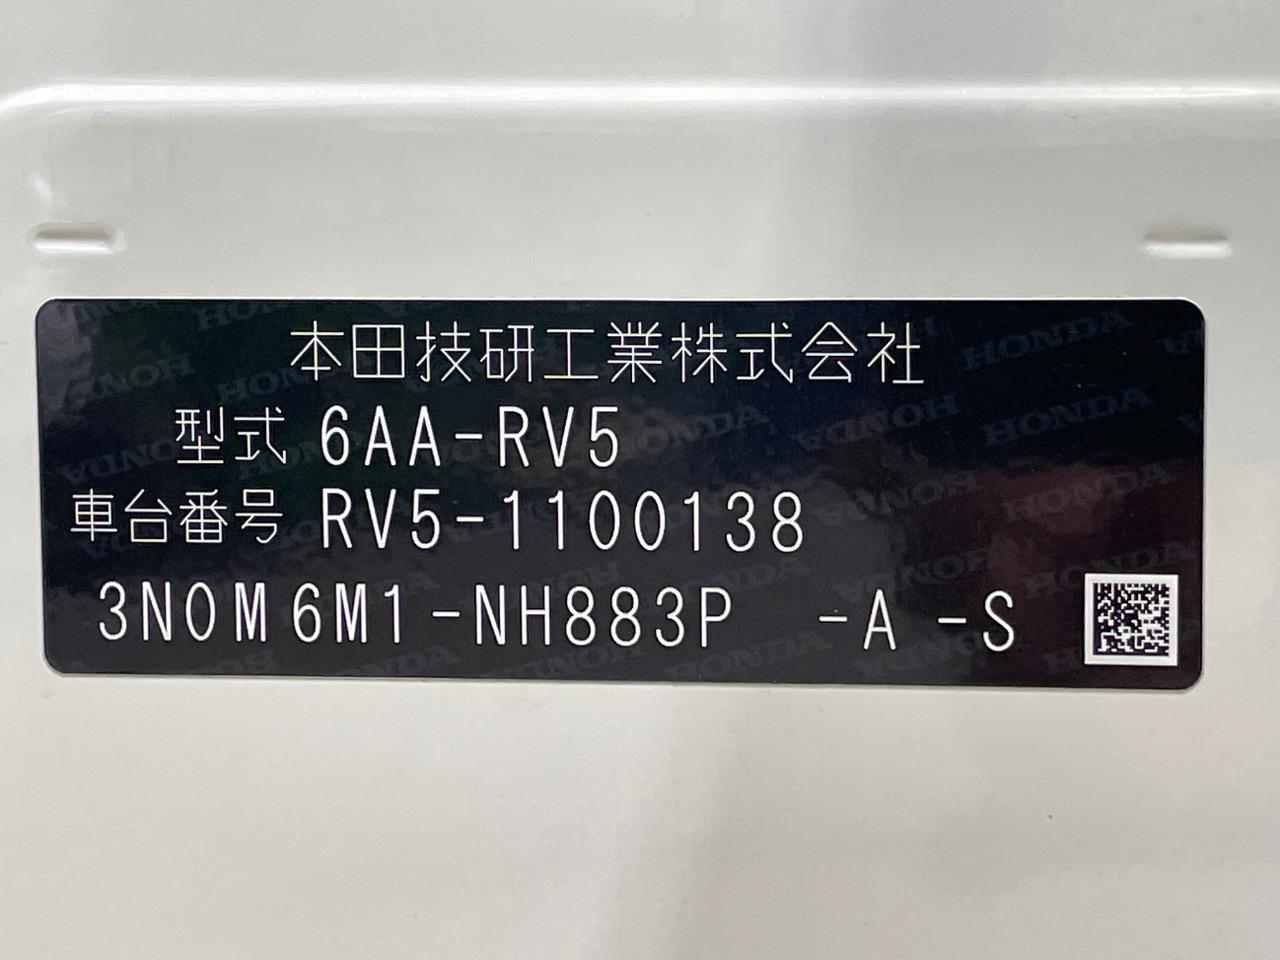 本田技研工業株式会社
型式 6AA-RV5
車台番号 RV5-1100138
3N0M6M1-NH883P -A -S